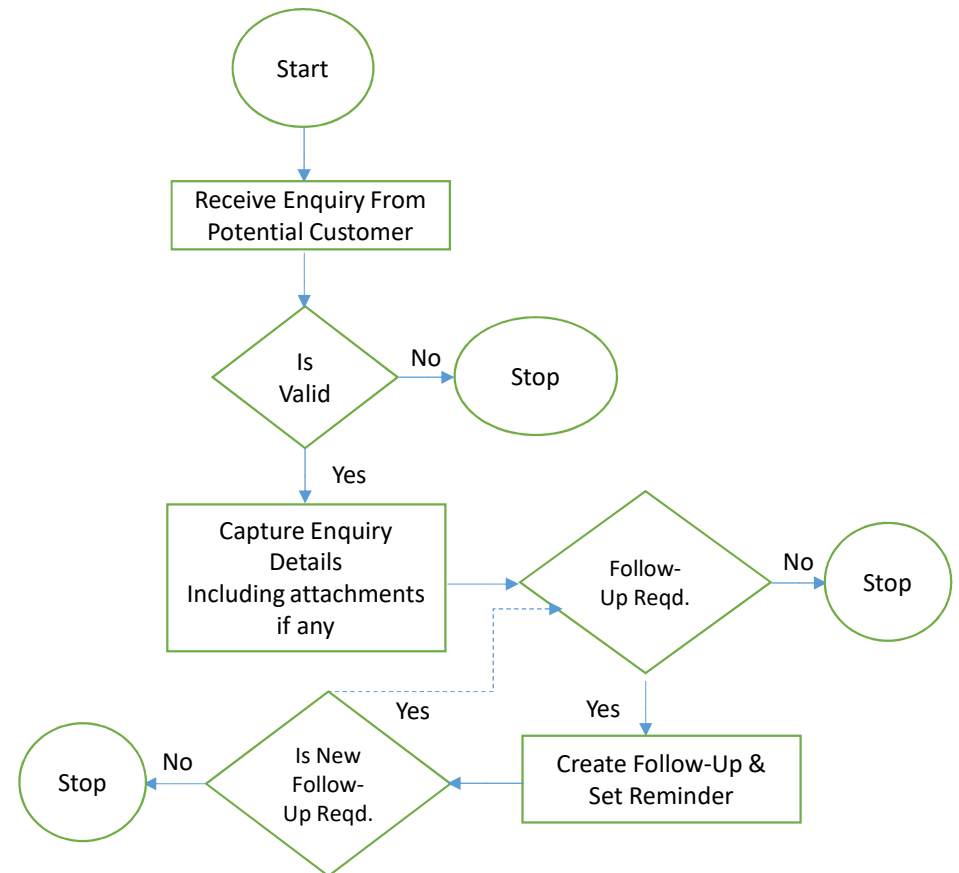 Start
Receive Enquiry From
Potential Customer
Is
Valid
No
Stop
Yes
Capture Enquiry
Details
Including attachments
if any
Follow-
Up Reqd.
No
Stop
Yes
Yes
Create Follow-Up &
Set Reminder
Is New
Follow-
Up Reqd.
No
Stop